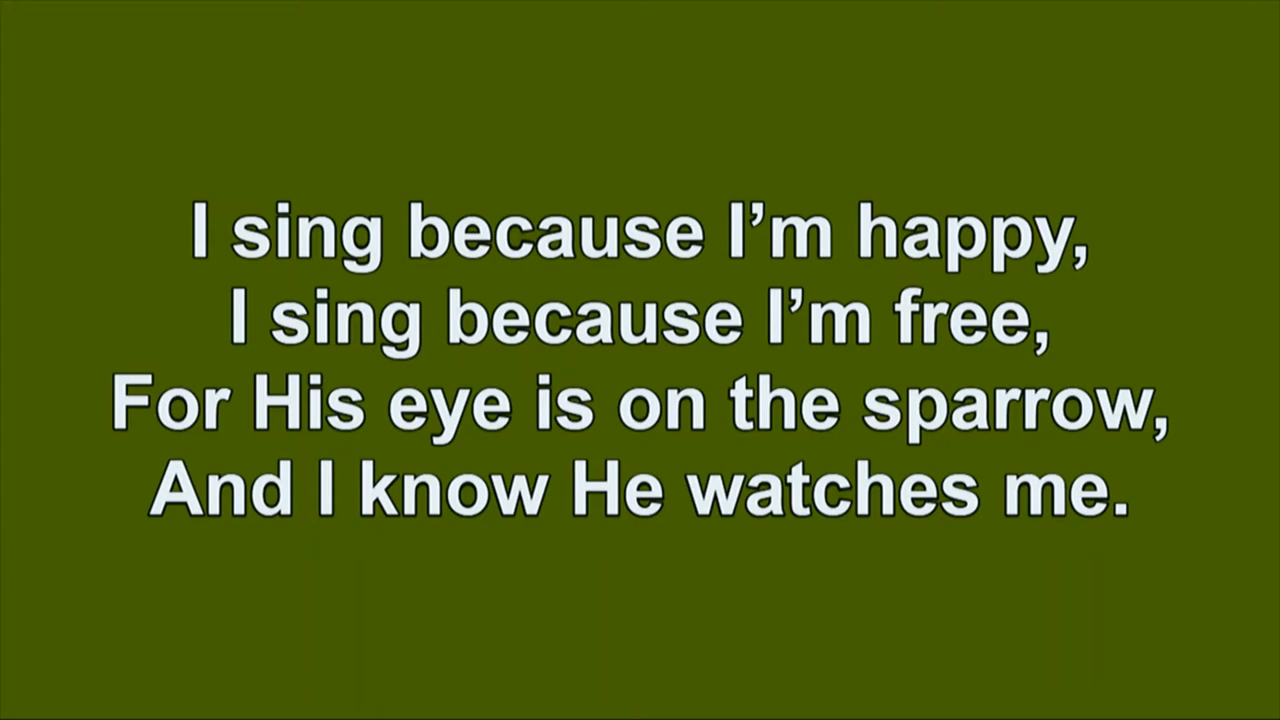 I sing because I’m happy,
I sing because I’m free,
For His eye is on the sparrow,
And I know He watches me.